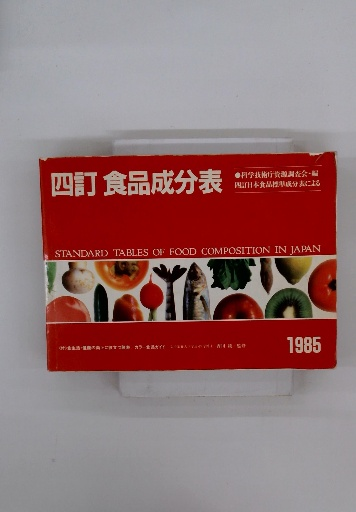 四訂 食品成分表
●科学技術庁資源調査会・編
四訂日本食品標準成分表による
STANDARD TABLES OF FOOD COMPOSITION IN JAPAN
1985